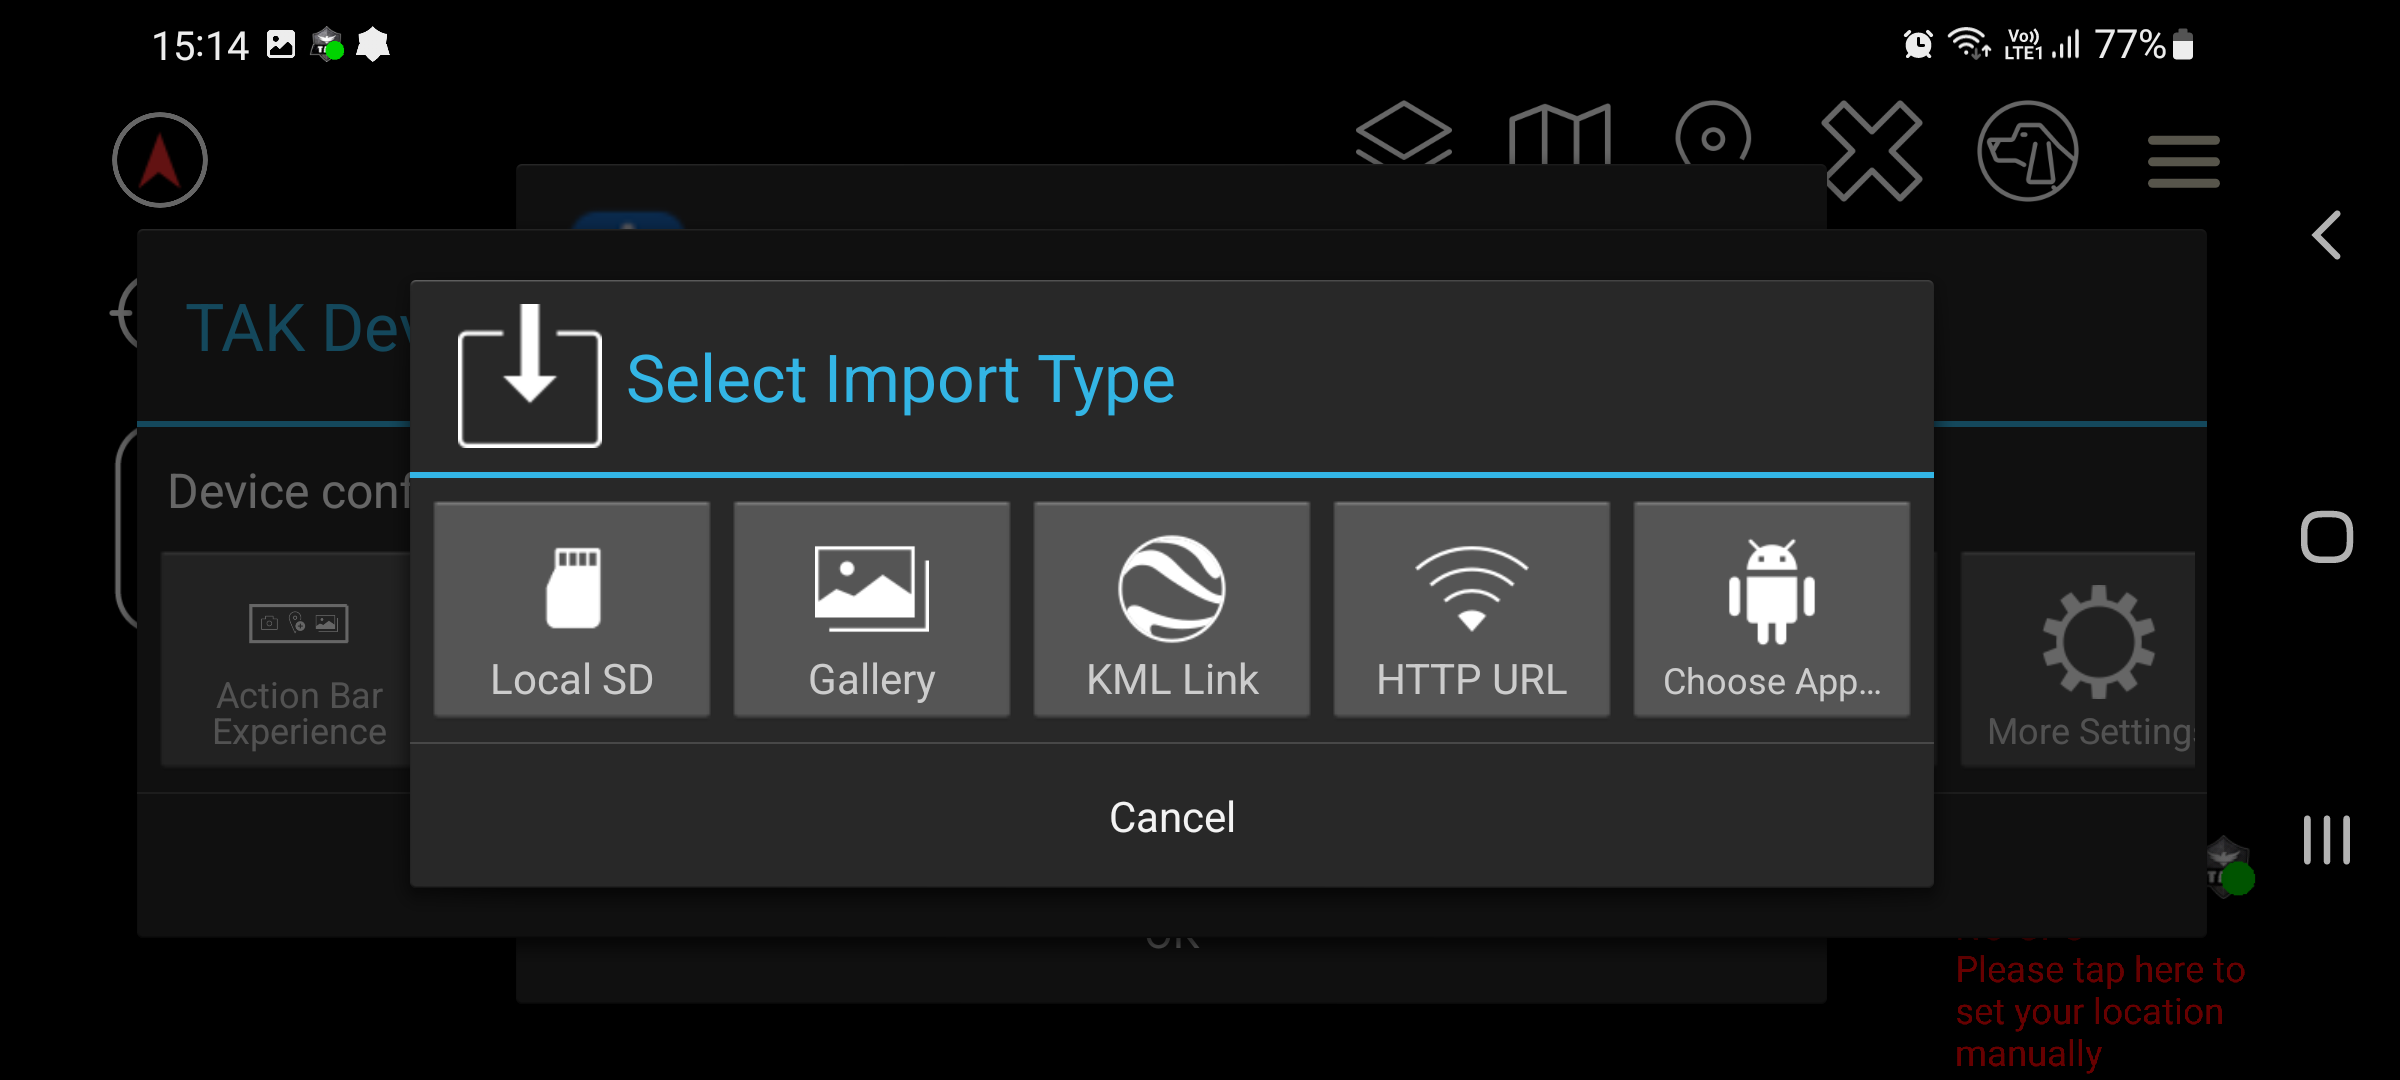 15:14
Vo)) LTE1 77%
TAK Dev
Select Import Type
Device conf
Local SD
Gallery
KML Link
HTTP URL
Choose App...
Action Bar
Experience
More Setting
Cancel
OK
Please tap here to
set your location
manually